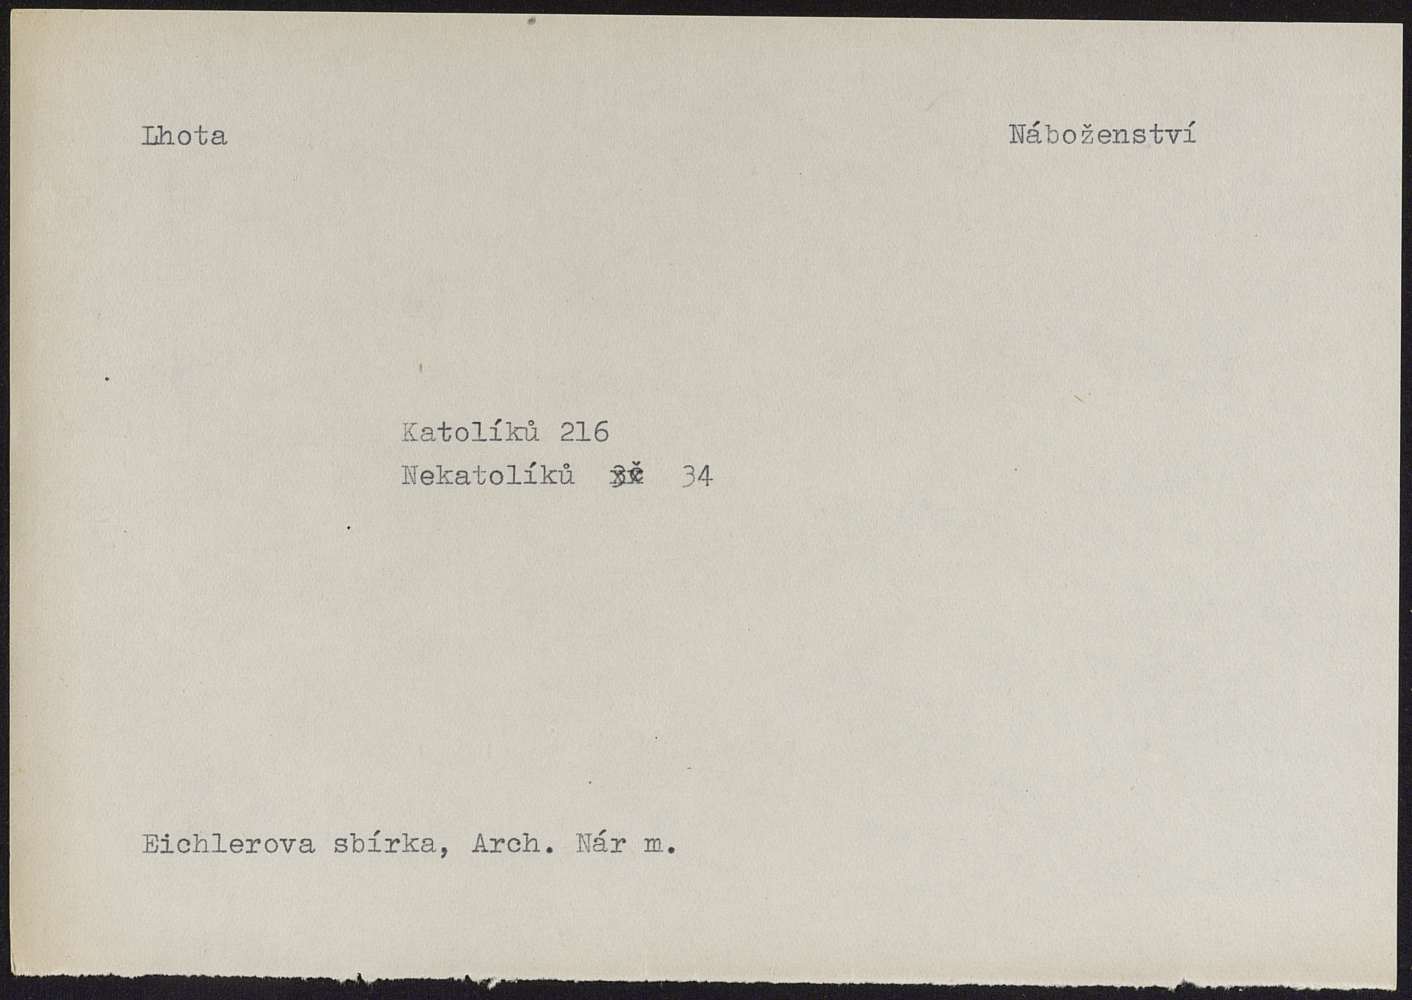 Lhota
Náboženství
Katolíků 216
Nekatolíků 34
Eichlerova sbírka, Arch. Nár m.